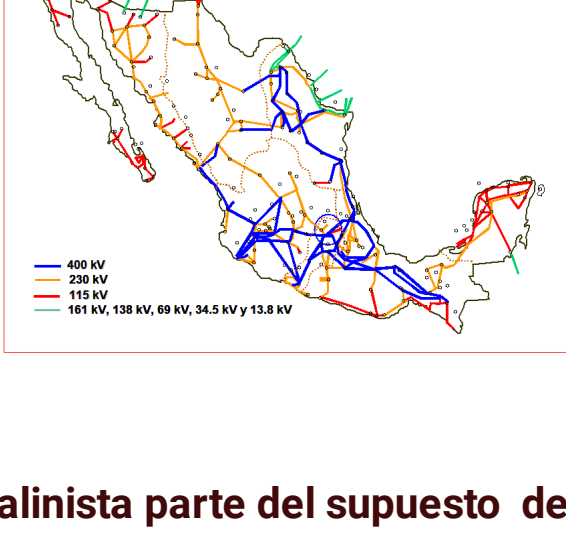 400 kV
230 kV
115 kV
161 kV, 138 kV, 69 kV, 34.5 kV y 13.8 kV
alinista parte del supuesto de